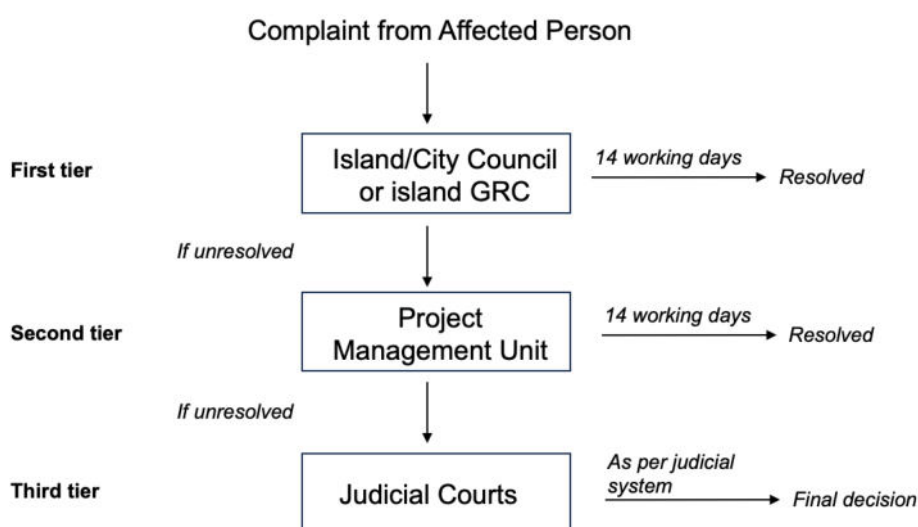 Complaint from Affected Person
First tier
Island/City Council
or island GRC
14 working days
Resolved
If unresolved
Second tier
Project
Management Unit
14 working days
Resolved
If unresolved
Third tier
Judicial Courts
As per judicial
system
Final decision